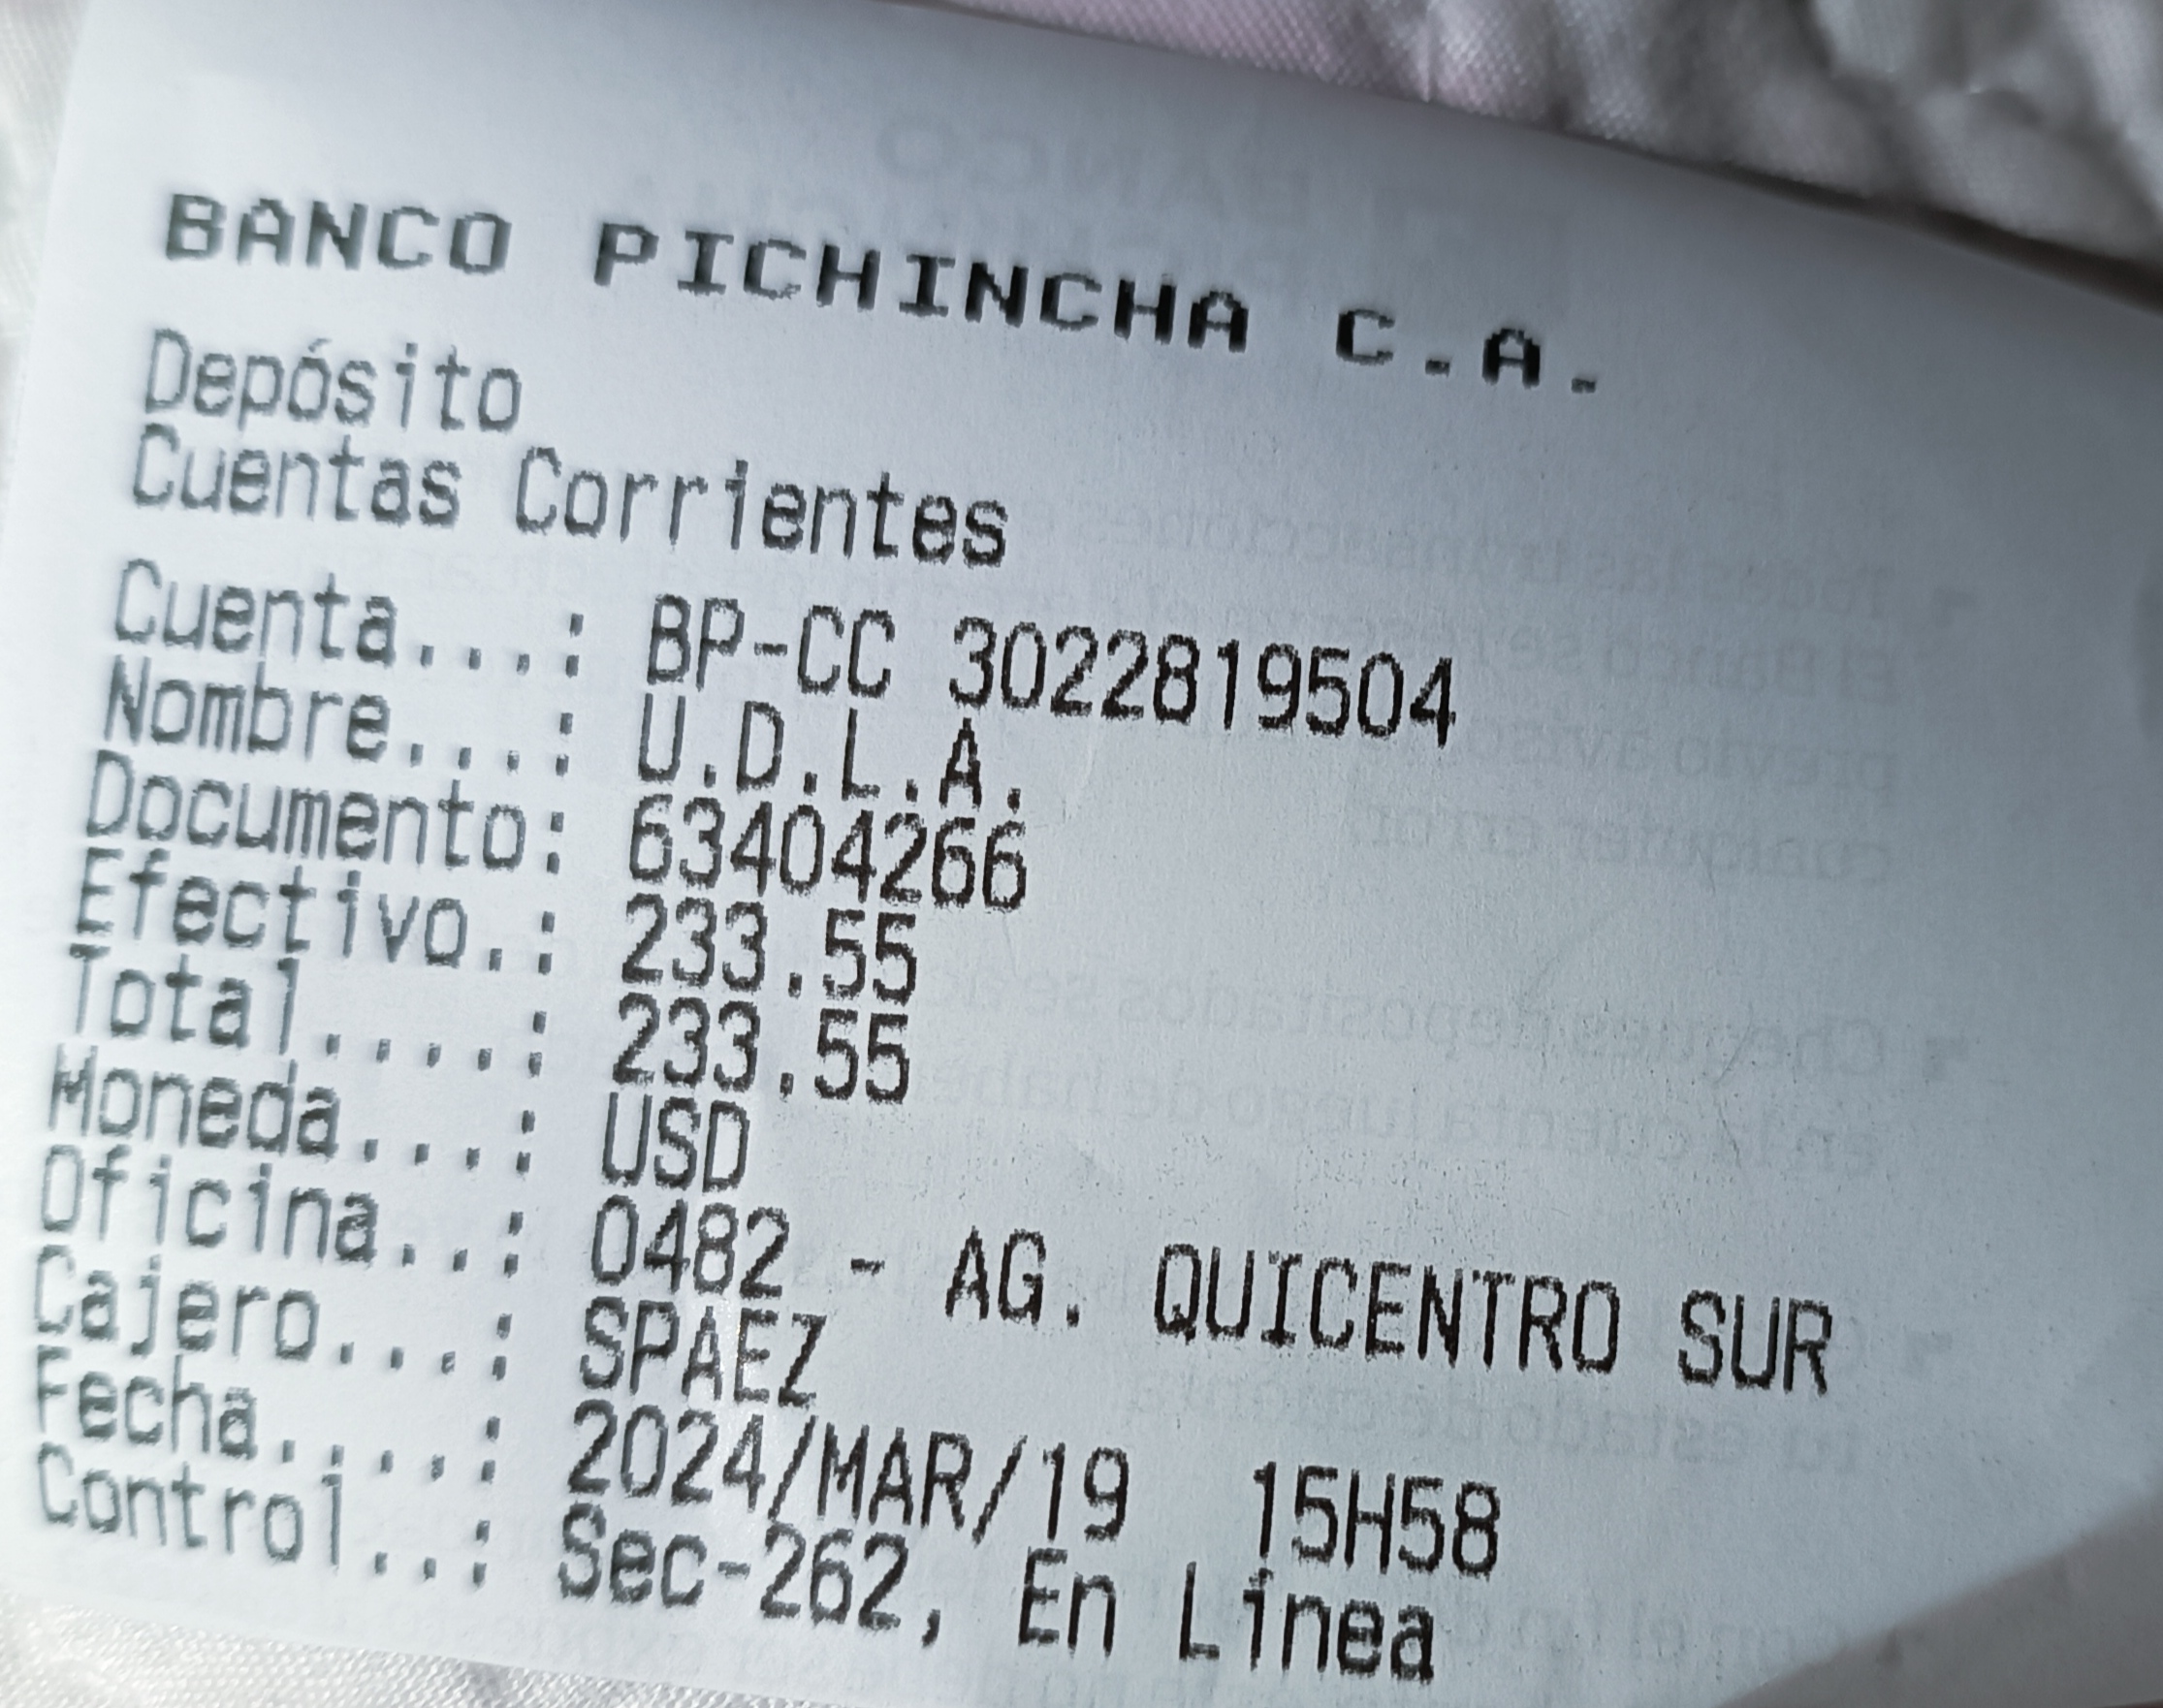 BANCO PICHINCHA C.A.
Depósito
Cuentas Corrientes
Cuenta...: BP-CC 3022819504
Nombre...: U.D.L.A.
Documento: 63404266
Efectivo.: 233.55
Total....: 233.55
Moneda...: USD
Oficina..: 0482 - AG. QUICENTRO SUR
Cajero...: SPAEZ
Fecha....: 2024/MAR/19 15H58
Control..: Sec-262, En Línea